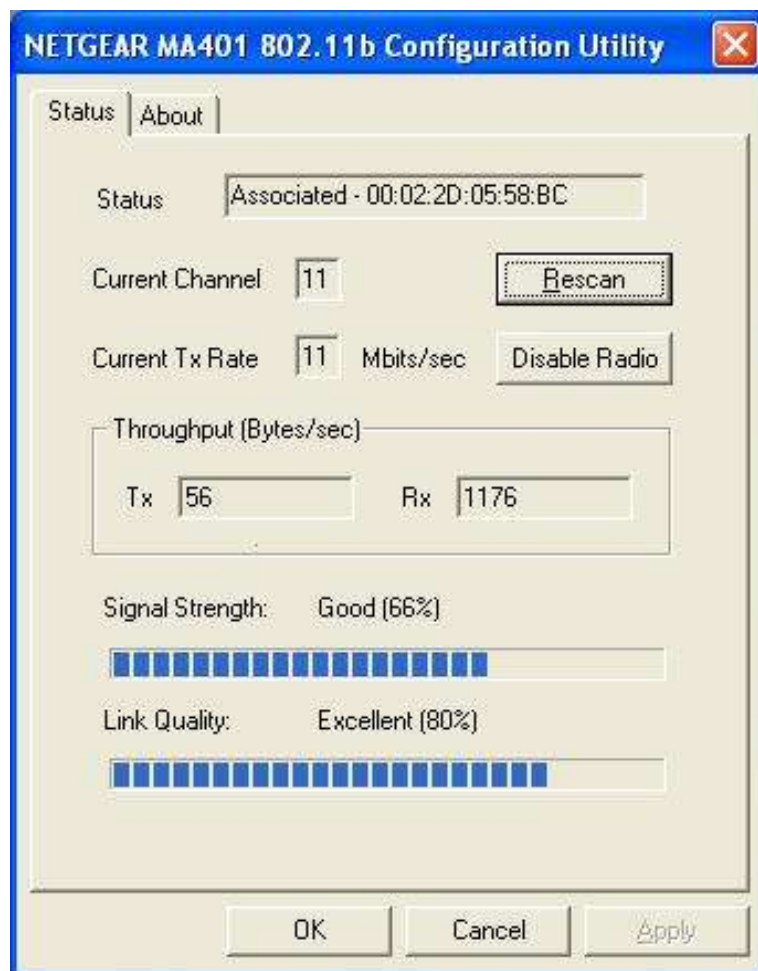 NETGEAR MA401 802.11b Configuration Utility
Status About
Status Associated - 00:02:2D:05:58:BC
Current Channel 11 Rescan
Current Tx Rate 11 Mbits/sec Disable Radio
Throughput (Bytes/sec)
Tx 56 Rx 1176
Signal Strength: Good (66%)
Link Quality: Excellent (80%)
OK Cancel Apply